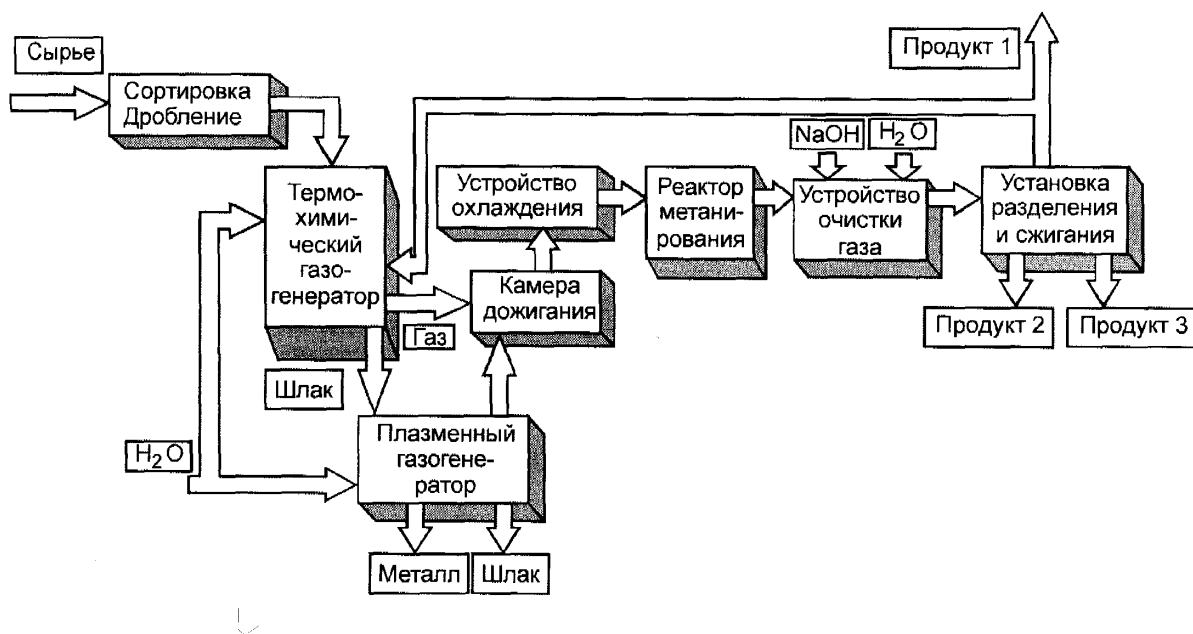 Сырье
Сортировка
Дробление
Продукт 1
NaOH
H₂O
Термо-
хими-
ческий
газо-
генератор
Устройство
охлаждения
Реактор
метани-
рования
Устройство
очистки
газа
Установка
разделения
и сжигания
Камера
дожигания
Газ
Продукт 2
Продукт 3
Шлак
Плазменный
газогене-
ратор
H₂O
Металл
Шлак